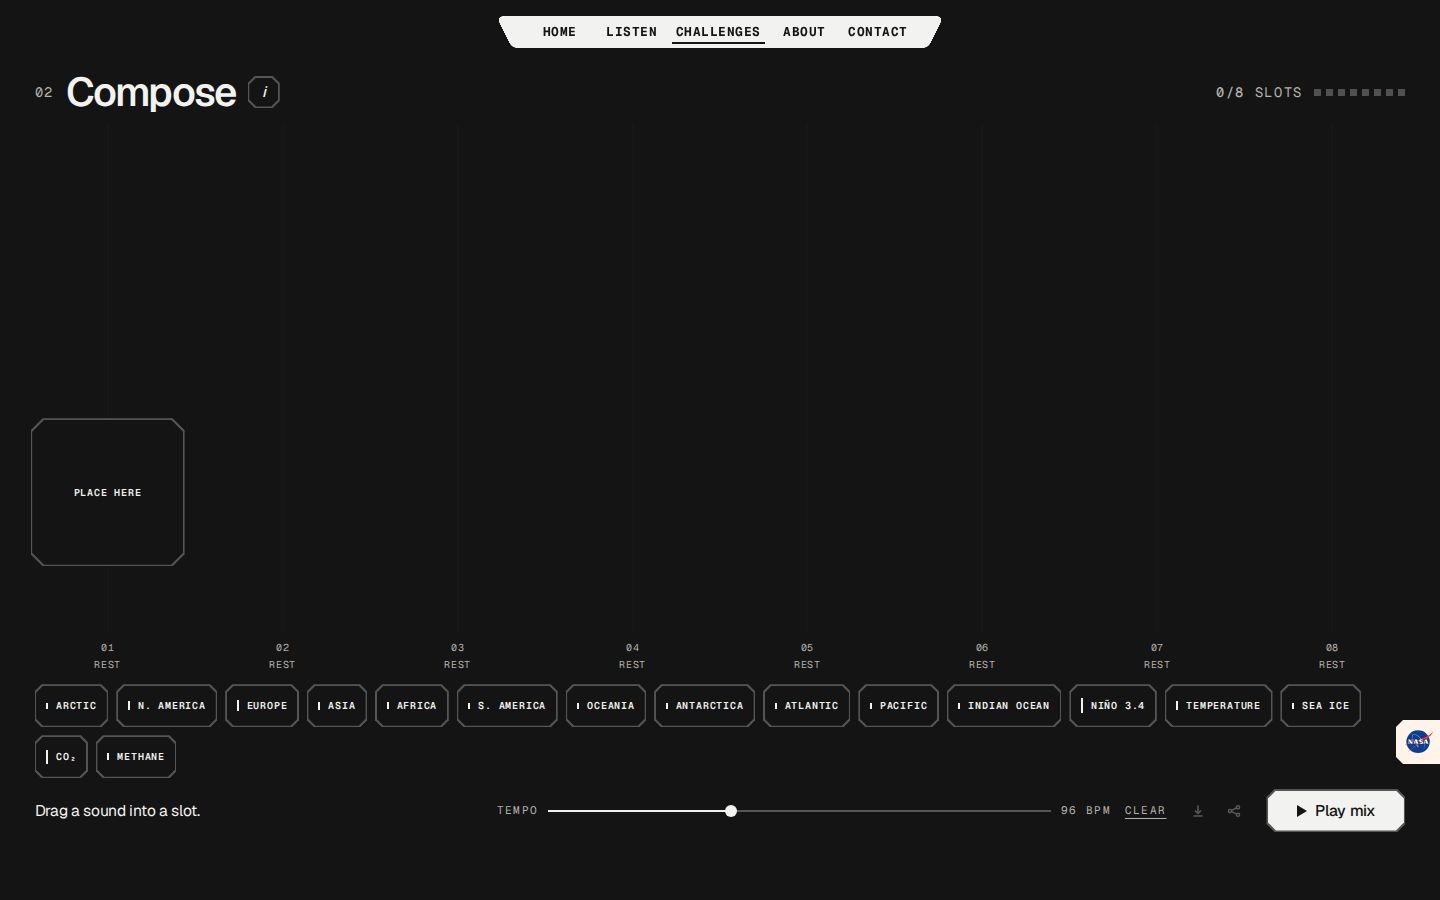 HOME LISTEN CHALLENGES ABOUT CONTACT
02 Compose i
0/8 SLOTS
PLACE HERE
01 02 03 04 05 06 07 08
REST REST REST REST REST REST REST REST
ARCTIC N. AMERICA EUROPE ASIA AFRICA S. AMERICA OCEANIA ANTARCTICA ATLANTIC PACIFIC INDIAN OCEAN NIÑO 3.4 TEMPERATURE SEA ICE
CO₂ METHANE
NASA
Drag a sound into a slot.
TEMPO 96 BPM CLEAR Play mix